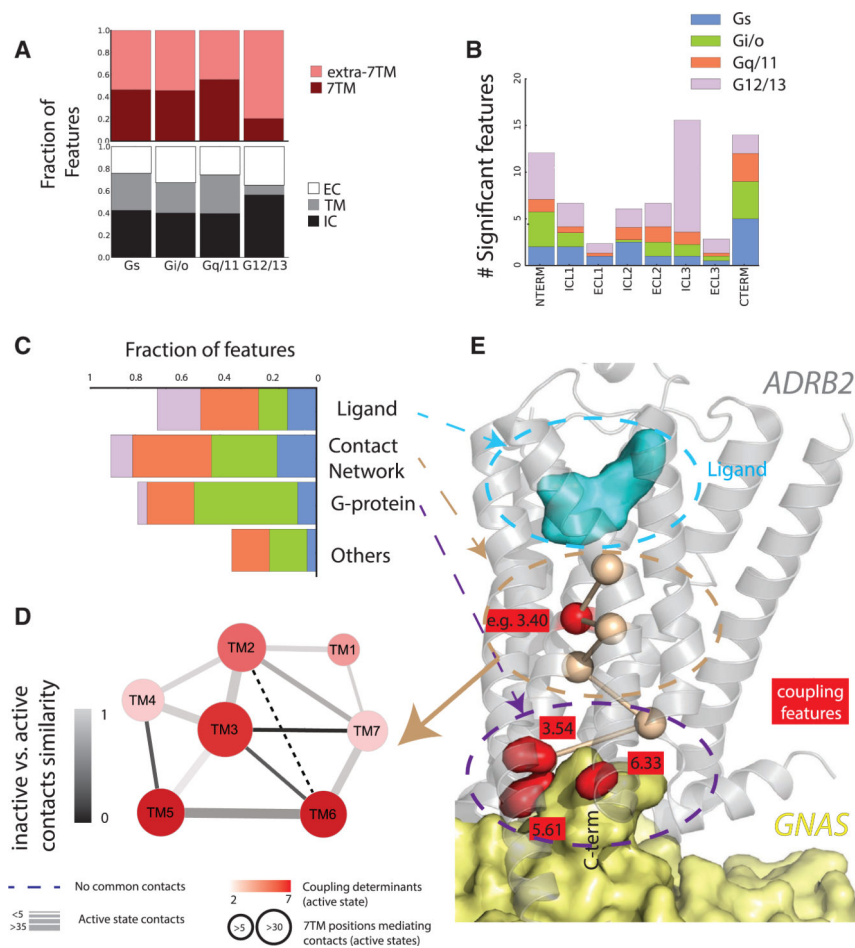 A
Fraction of Features
1.0
0.8
0.6
0.4
0.2
0.0
1.0
0.8
0.6
0.4
0.2
0.0
extra-7TM
7TM
EC
TM
IC
Gs
Gi/o
Gq/11
G12/13
B
Gs
Gi/o
Gq/11
G12/13
# Significant features
20
15
10
5
0
NTERM
ICL1
ECL1
ICL2
ECL2
ICL3
ECL3
CTERM
C
Fraction of features
1
0.8
0.6
0.4
0.2
0
Ligand
Contact Network
G-protein
Others
D
inactive vs. active contacts similarity
1
0
TM2
TM1
TM4
TM3
TM7
TM5
TM6
No common contacts
<5
>35
Active state contacts
2
7
Coupling determinants (active state)
>5
>30
7TM positions mediating contacts (active states)
E
ADRB2
Ligand
e.g. 3.40
coupling features
3.54
6.33
5.61
C-term
GNAS